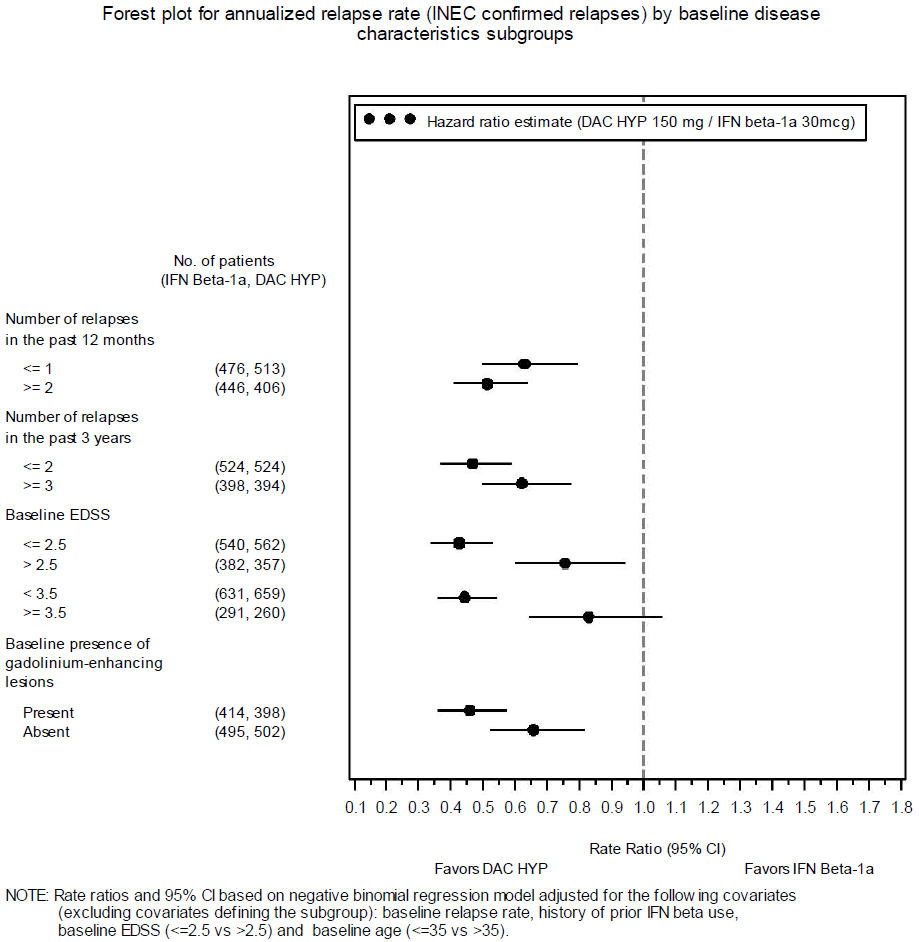 Forest plot for annualized relapse rate (INEC confirmed relapses) by baseline disease
characteristics subgroups
Hazard ratio estimate (DAC HYP 150 mg / IFN beta-1a 30mcg)
No. of patients
(IFN Beta-1a, DAC HYP)
Number of relapses
in the past 12 months
<= 1 (476, 513)
>= 2 (446, 406)
Number of relapses
in the past 3 years
<= 2 (524, 524)
>= 3 (398, 394)
Baseline EDSS
<= 2.5 (540, 562)
> 2.5 (382, 357)
< 3.5 (631, 659)
>= 3.5 (291, 260)
Baseline presence of
gadolinium-enhancing
lesions
Present (414, 398)
Absent (495, 502)
0.1 0.2 0.3 0.4 0.5 0.6 0.7 0.8 0.9 1.0 1.1 1.2 1.3 1.4 1.5 1.6 1.7 1.8
Rate Ratio (95% CI)
Favors DAC HYP Favors IFN Beta-1a
NOTE: Rate ratios and 95% CI based on negative binomial regression model adjusted for the following covariates
(excluding covariates defining the subgroup): baseline relapse rate, history of prior IFN beta use,
baseline EDSS (<=2.5 vs >2.5) and baseline age (<=35 vs >35).